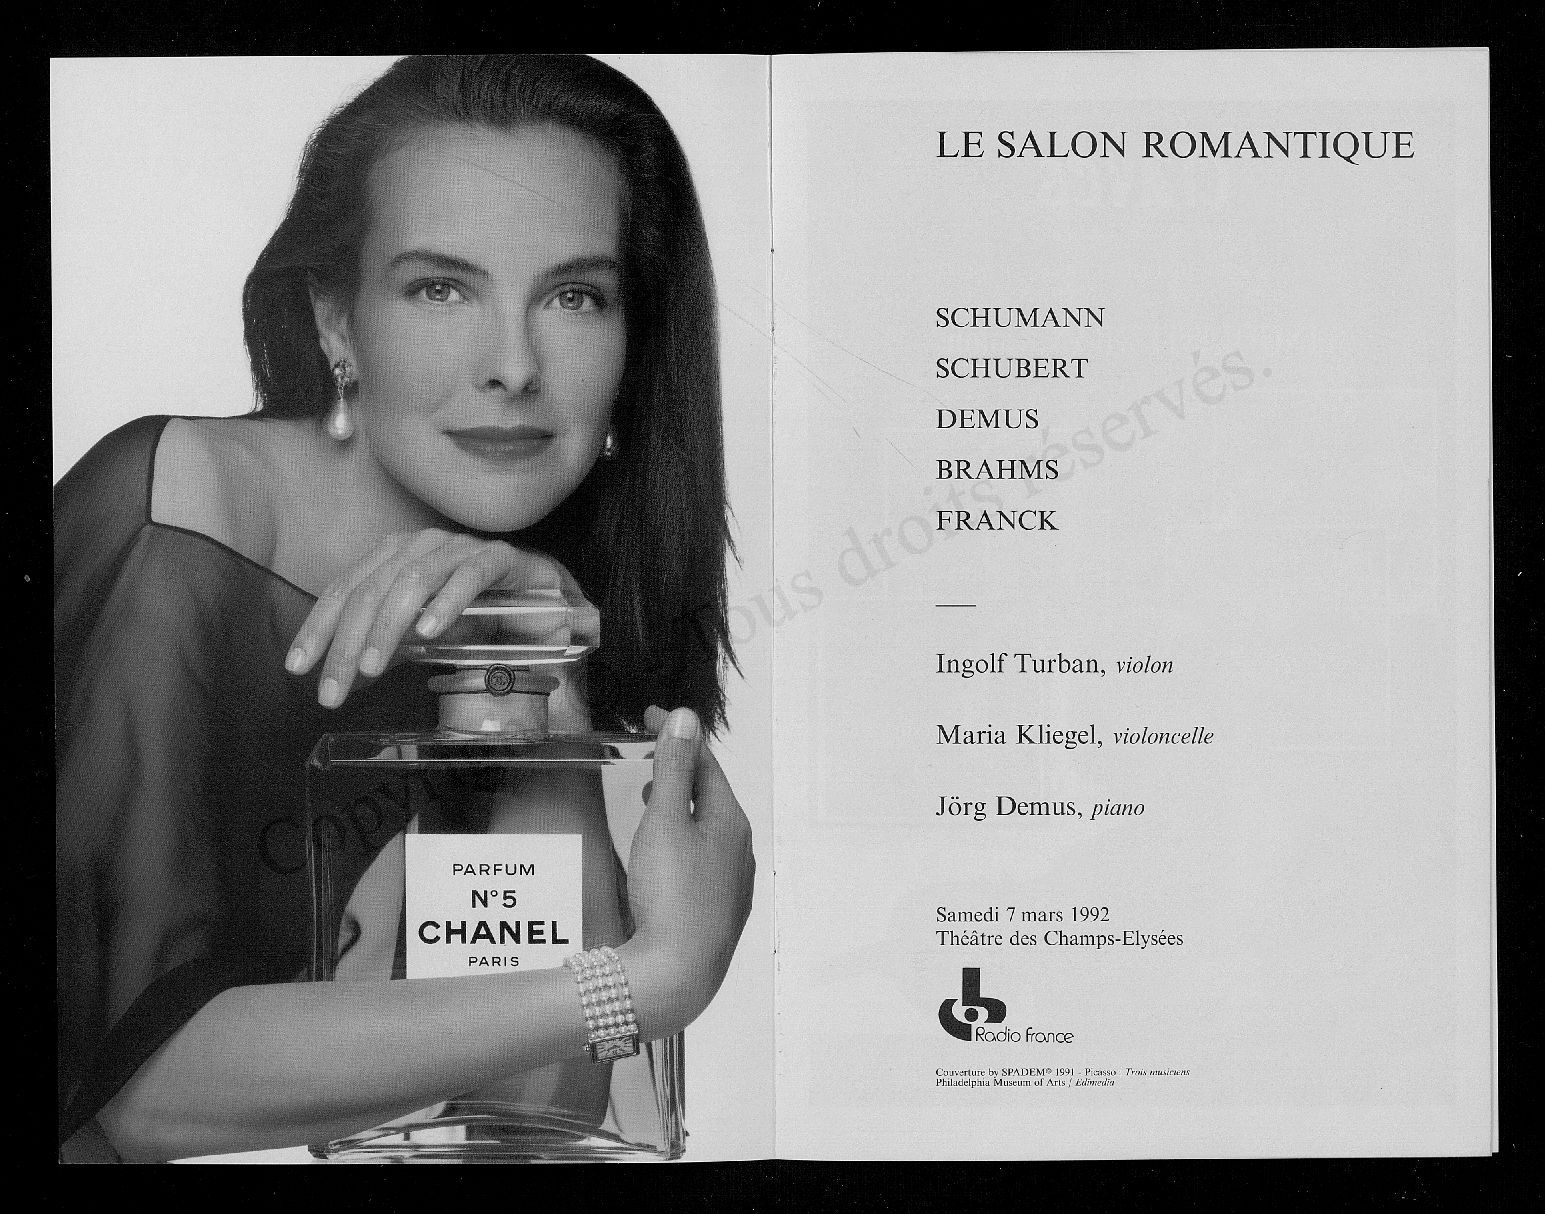 PARFUM
N°5
CHANEL
PARIS
LE SALON ROMANTIQUE
SCHUMANN
SCHUBERT
DEMUS
BRAHMS
FRANCK
Ingolf Turban, violon
Maria Kliegel, violoncelle
Jörg Demus, piano
Samedi 7 mars 1992
Théâtre des Champs-Elysées
Radio france
Couverture by SPADEM® 1991 - Picasso : Trois musiciens
Philadelphia Museum of Arts / Edimedia
Tous droits réservés.